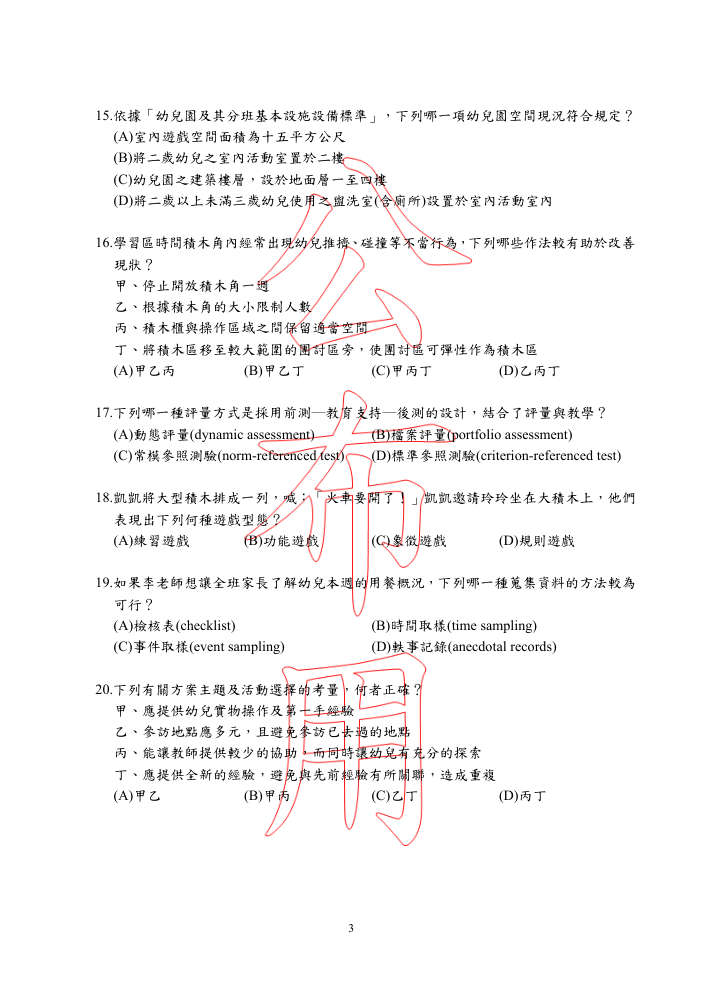 15.依據「幼兒園及其分班基本設施設備標準」，下列哪一項幼兒園空間現況符合規定？
(A)室內遊戲空間面積為十五平方公尺
(B)將二歲幼兒之室內活動室置於二樓
(C)幼兒園之建築樓層，設於地面層一至四樓
(D)將二歲以上未滿三歲幼兒使用之盥洗室(含廁所)設置於室內活動室內
16.學習區時間積木角內經常出現幼兒推擠、碰撞等不當行為，下列哪些作法較有助於改善
現狀？
甲、停止開放積木角一週
乙、根據積木角的大小限制人數
丙、積木櫃與操作區域之間保留適當空間
丁、將積木區移至較大範圍的團討區旁，使團討區可彈性作為積木區
(A)甲乙丙 (B)甲乙丁 (C)甲丙丁 (D)乙丙丁
17.下列哪一種評量方式是採用前測—教育支持—後測的設計，結合了評量與教學？
(A)動態評量(dynamic assessment) (B)檔案評量(portfolio assessment)
(C)常模參照測驗(norm-referenced test) (D)標準參照測驗(criterion-referenced test)
18.凱凱將大型積木排成一列，喊：「火車要開了！」凱凱邀請玲玲坐在大積木上，他們
表現出下列何種遊戲型態？
(A)練習遊戲 (B)功能遊戲 (C)象徵遊戲 (D)規則遊戲
19.如果李老師想讓全班家長了解幼兒本週的用餐概況，下列哪一種蒐集資料的方法較為
可行？
(A)檢核表(checklist) (B)時間取樣(time sampling)
(C)事件取樣(event sampling) (D)軼事記錄(anecdotal records)
20.下列有關方案主題及活動選擇的考量，何者正確？
甲、應提供幼兒實物操作及第一手經驗
乙、參訪地點應多元，且避免參訪已去過的地點
丙、能讓教師提供較少的協助，而同時讓幼兒有充分的探索
丁、應提供全新的經驗，避免與先前經驗有所關聯，造成重複
(A)甲乙 (B)甲丙 (C)乙丁 (D)丙丁
公布用
3